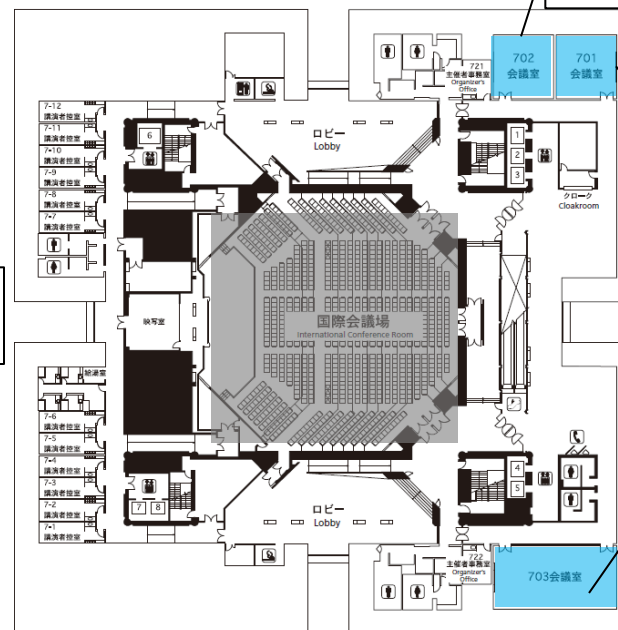 702
会議室
701
会議室
721
主催者事務室
Organizer's
Office
7-12
講演者控室
7-11
講演者控室
7-10
講演者控室
7-9
講演者控室
7-8
講演者控室
7-7
講演者控室
6
ロビー
Lobby
1
2
3
クローク
Cloakroom
映写室
国際会議場
International Conference Room
給湯室
7-6
講演者控室
7-5
講演者控室
7-4
講演者控室
7-3
講演者控室
7-2
講演者控室
7-1
講演者控室
7
8
4
5
ロビー
Lobby
722
主催者事務室
Organizer's
Office
703会議室